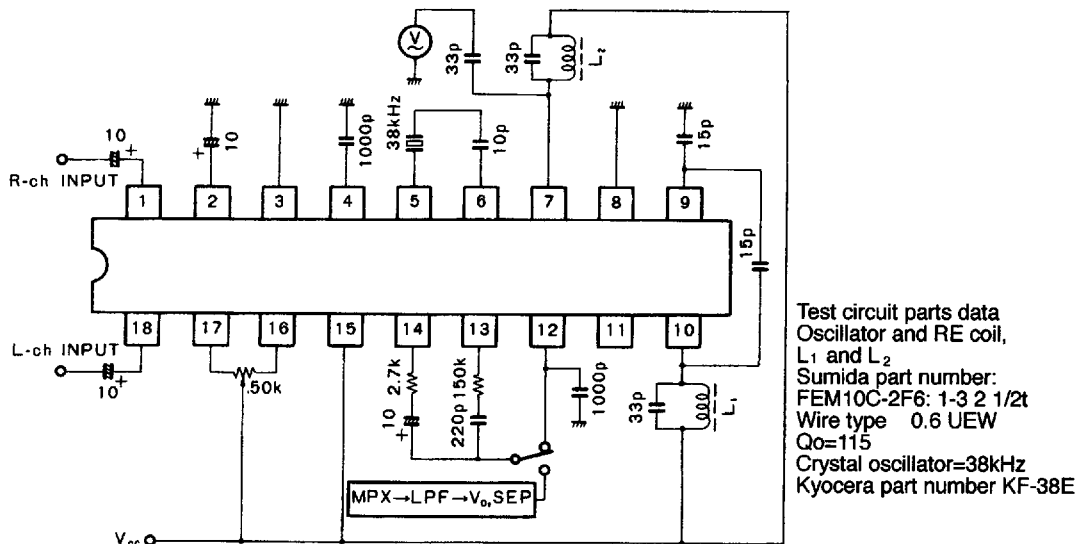 V
33p
33p
L₂
10
+
R-ch INPUT
+
10
1000p
38kHz
10p
15p
1
2
3
4
5
6
7
8
9
15p
18
17
16
15
14
13
12
11
10
L-ch INPUT
10
+
.50k
2.7k
150k
10
+
220p
1000p
33p
L₁
MPX→LPF→V₀,SEP
Test circuit parts data
Oscillator and RE coil,
L₁ and L₂
Sumida part number:
FEM10C-2F6: 1-3 2 1/2t
Wire type 0.6 UEW
Qo=115
Crystal oscillator=38kHz
Kyocera part number KF-38E